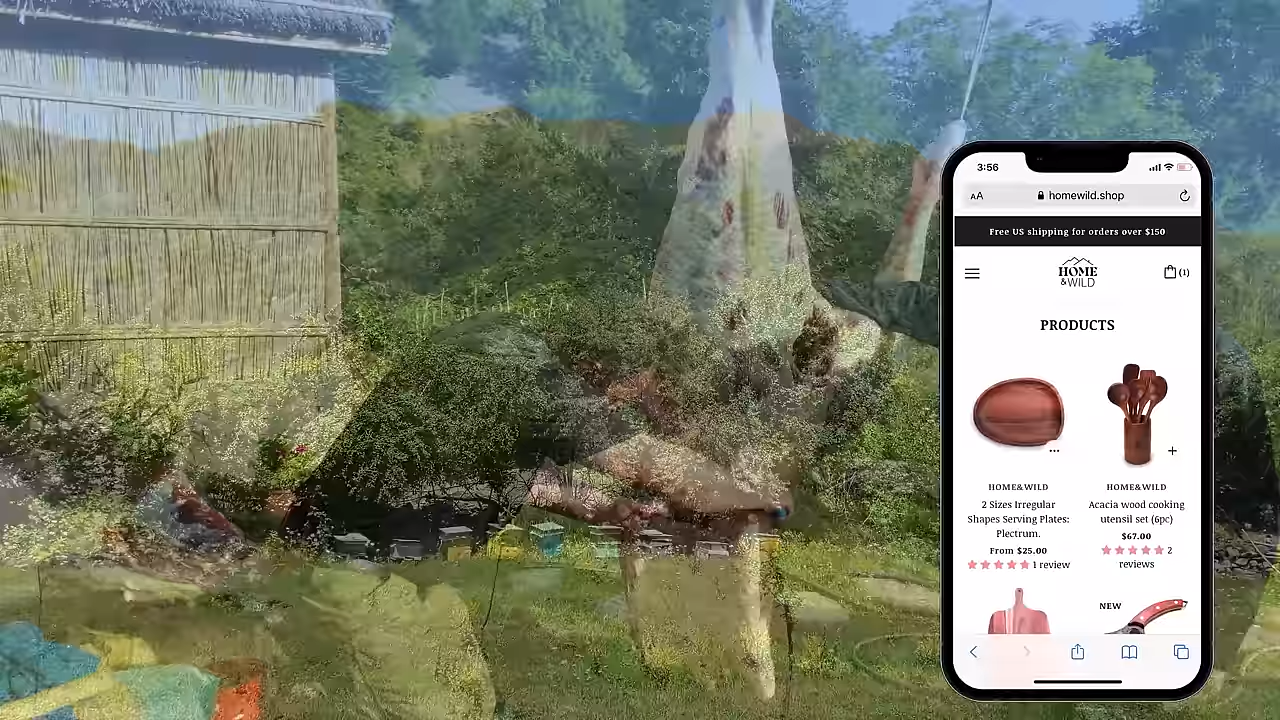 3:56
AA
homewild.shop
Free US shipping for orders over $150
HOME
&WILD
(1)
PRODUCTS
HOME&WILD
2 Sizes Irregular
Shapes Serving Plates:
Plectrum.
From $25.00
1 review
HOME&WILD
Acacia wood cooking
utensil set (6pc)
$67.00
2
reviews
NEW